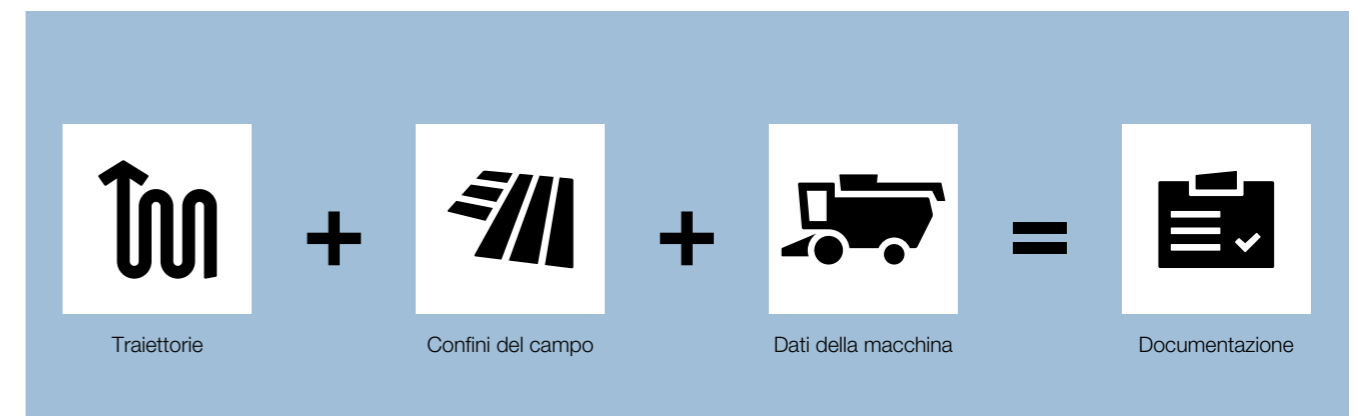 + + =
Traiettorie Confini del campo Dati della macchina Documentazione